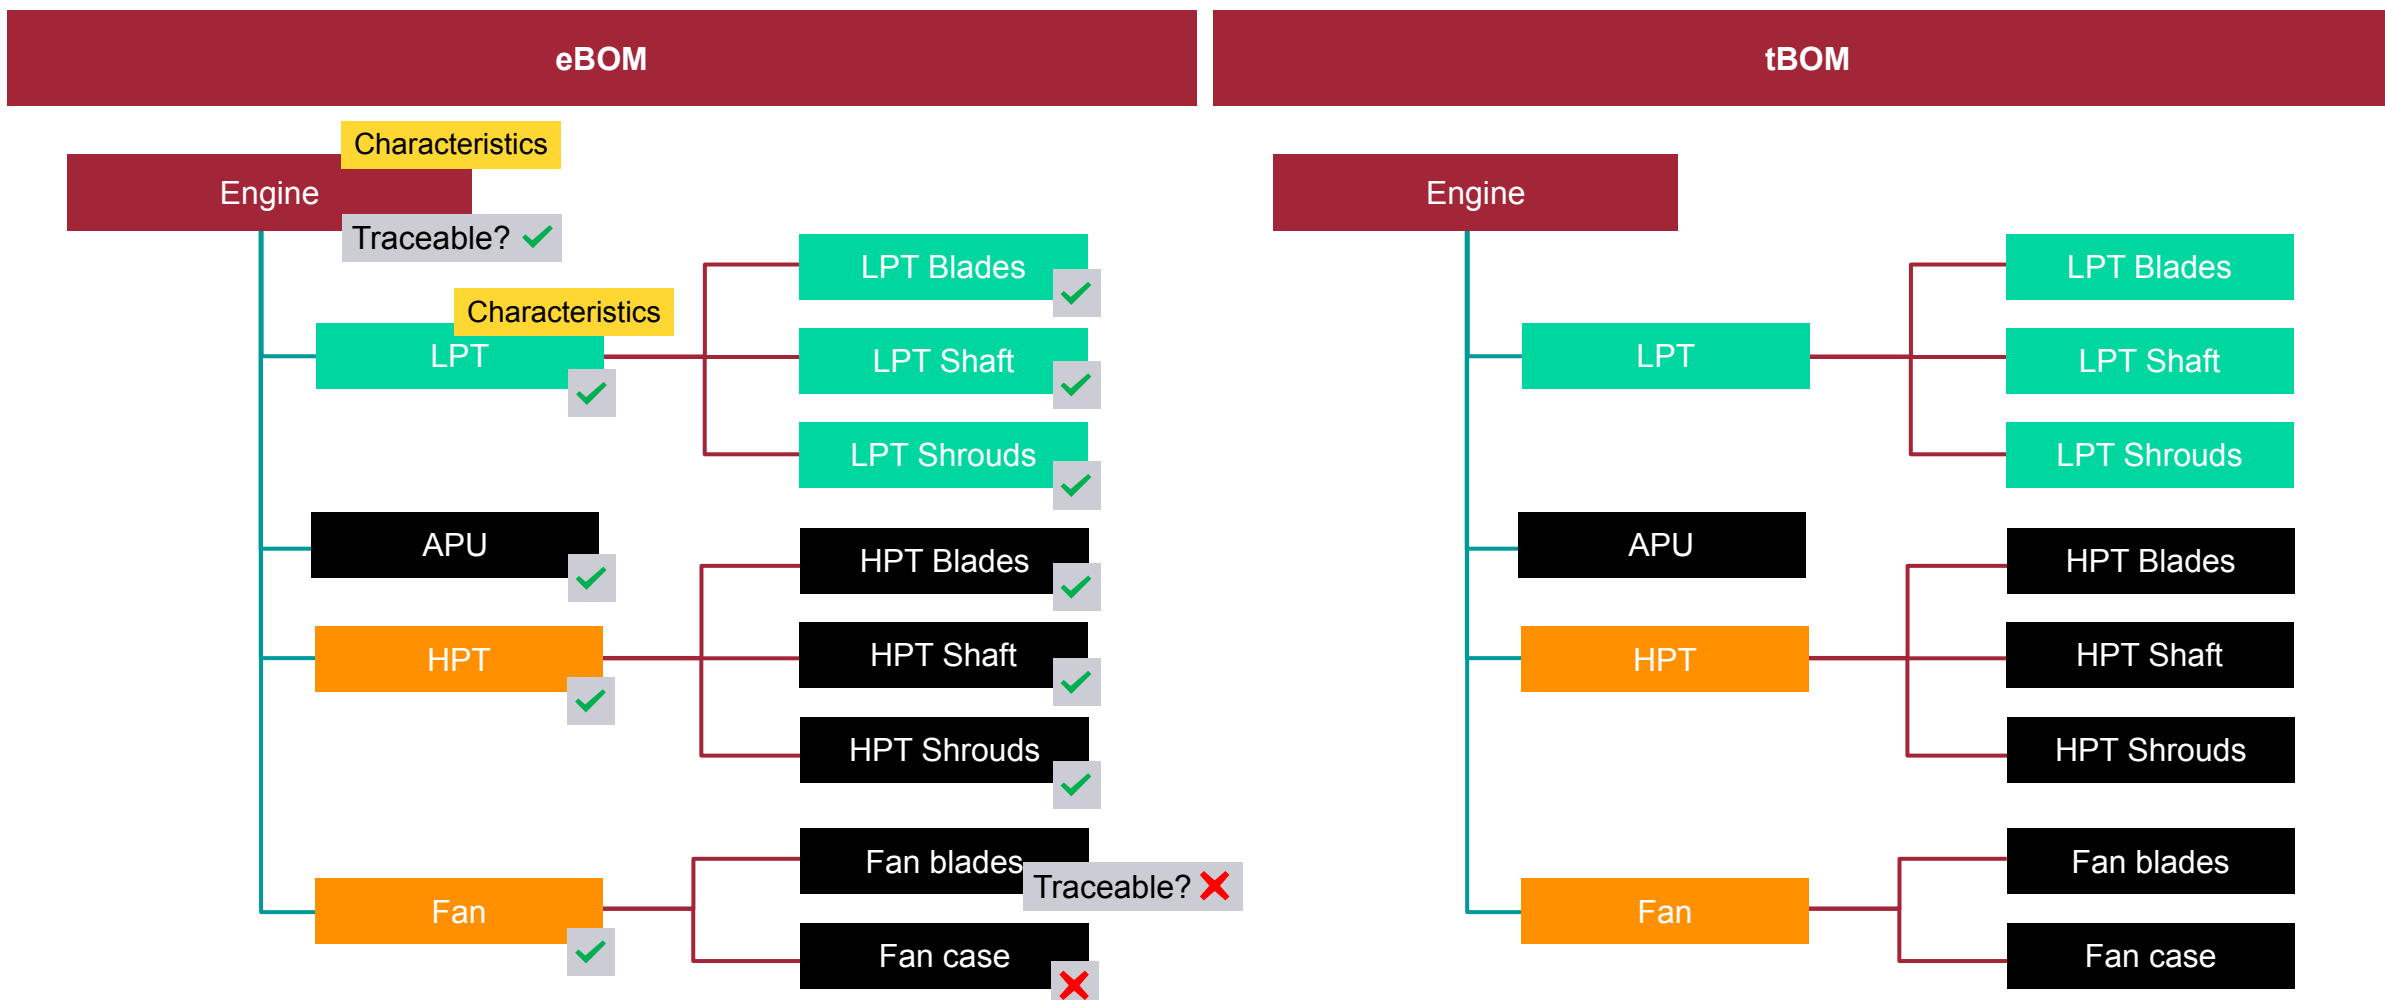 eBOM
Characteristics
Engine
Traceable?
LPT Blades
Characteristics
LPT
LPT Shaft
LPT Shrouds
APU
HPT Blades
HPT
HPT Shaft
HPT Shrouds
Fan blades
Traceable?
Fan
Fan case
tBOM
Engine
LPT Blades
LPT
LPT Shaft
LPT Shrouds
APU
HPT Blades
HPT
HPT Shaft
HPT Shrouds
Fan blades
Fan
Fan case